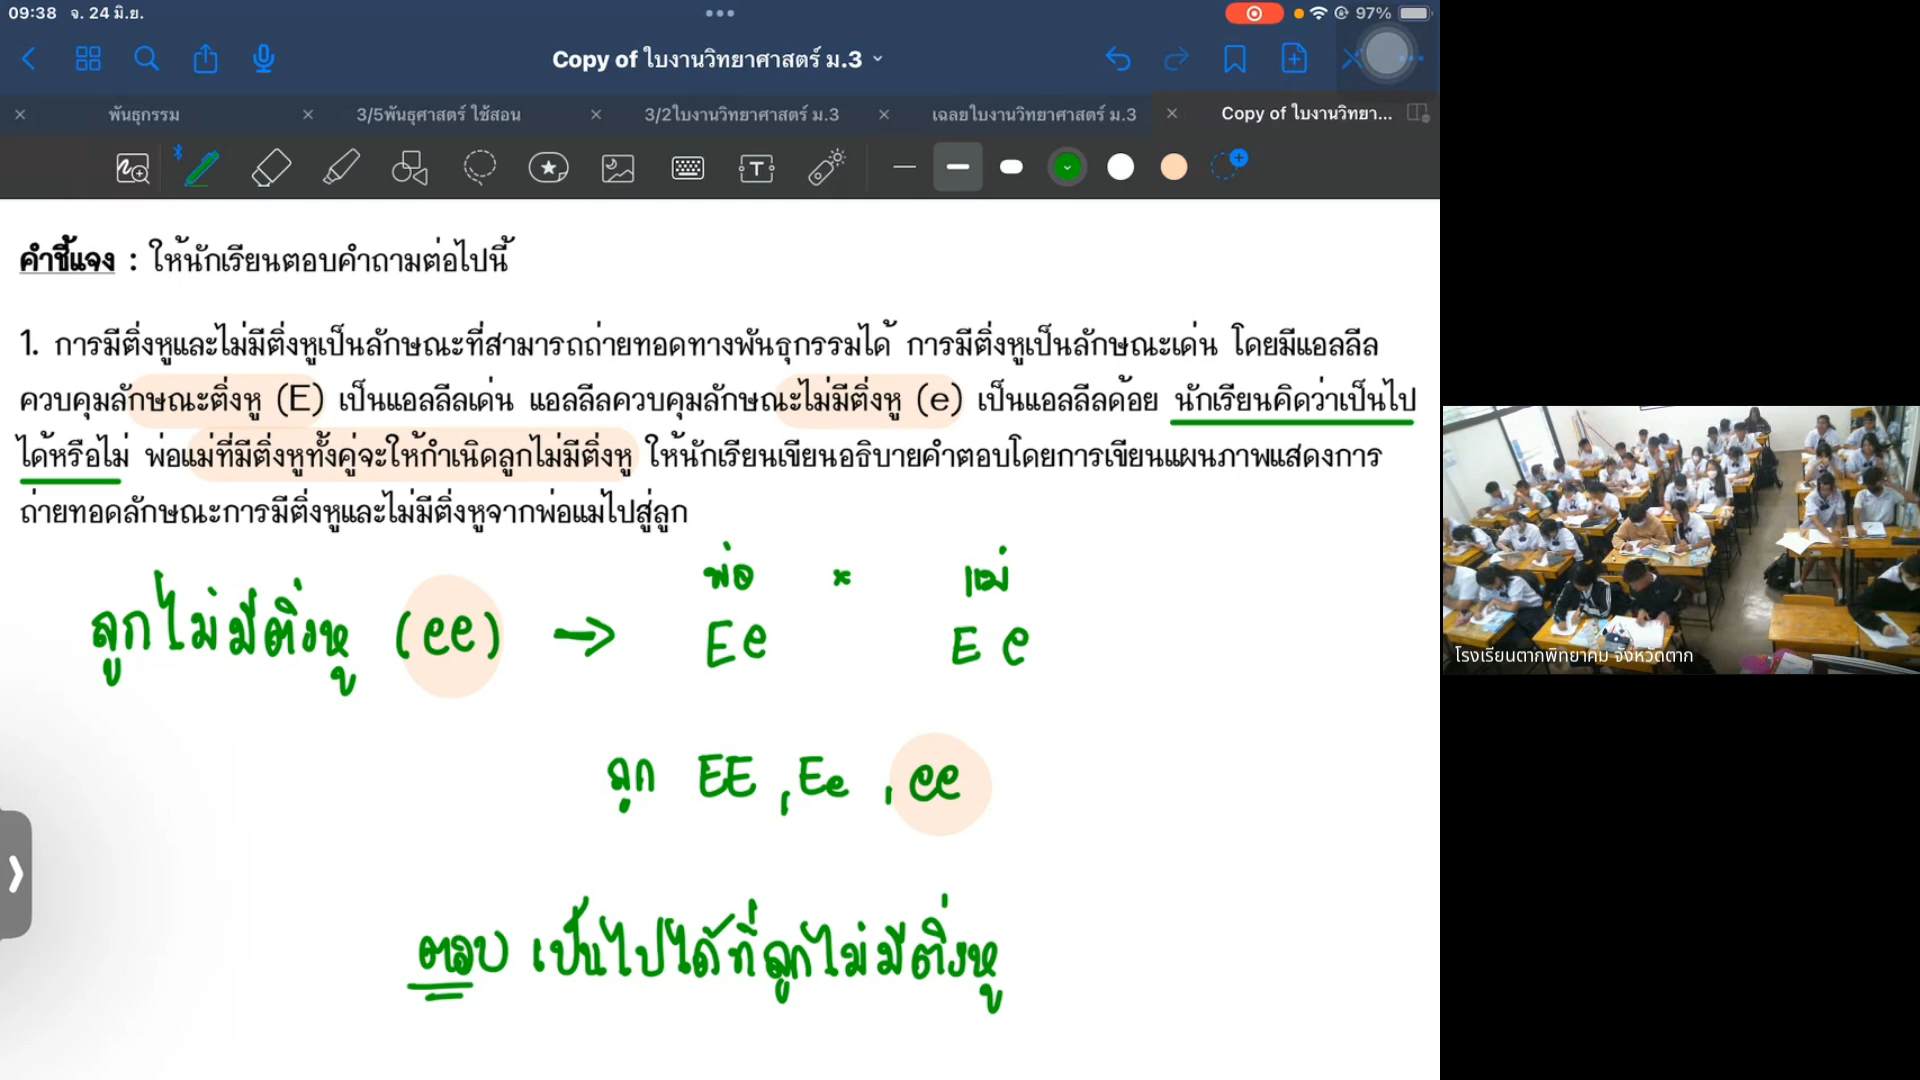 09:38 จ. 24 มิ.ย.
97%
Copy of ใบงานวิทยาศาสตร์ ม.3
พันธุกรรม
3/5พันธุศาสตร์ ใช้สอน
3/2ใบงานวิทยาศาสตร์ ม.3
เฉลยใบงานวิทยาศาสตร์ ม.3
Copy of ใบงานวิทยา...
คำชี้แจง : ให้นักเรียนตอบคำถามต่อไปนี้
1. การมีติ่งหูและไม่มีติ่งหูเป็นลักษณะที่สามารถถ่ายทอดทางพันธุกรรมได้ การมีติ่งหูเป็นลักษณะเด่น โดยมีแอลลีล
ควบคุมลักษณะติ่งหู (E) เป็นแอลลีลเด่น แอลลีลควบคุมลักษณะไม่มีติ่งหู (e) เป็นแอลลีลด้อย นักเรียนคิดว่าเป็นไป
ได้หรือไม่ พ่อแม่ที่มีติ่งหูทั้งคู่จะให้กำเนิดลูกไม่มีติ่งหู ให้นักเรียนเขียนอธิบายคำตอบโดยการเขียนแผนภาพแสดงการ
ถ่ายทอดลักษณะการมีติ่งหูและไม่มีติ่งหูจากพ่อแม่ไปสู่ลูก
พ่อ × แม่
ลูกไม่มีติ่งหู (ee) → Ee Ee
ลูก EE , Ee , ee
ตอบ เป็นไปได้ที่ลูกไม่มีติ่งหู
โรงเรียนตากพิทยาคม จังหวัดตาก